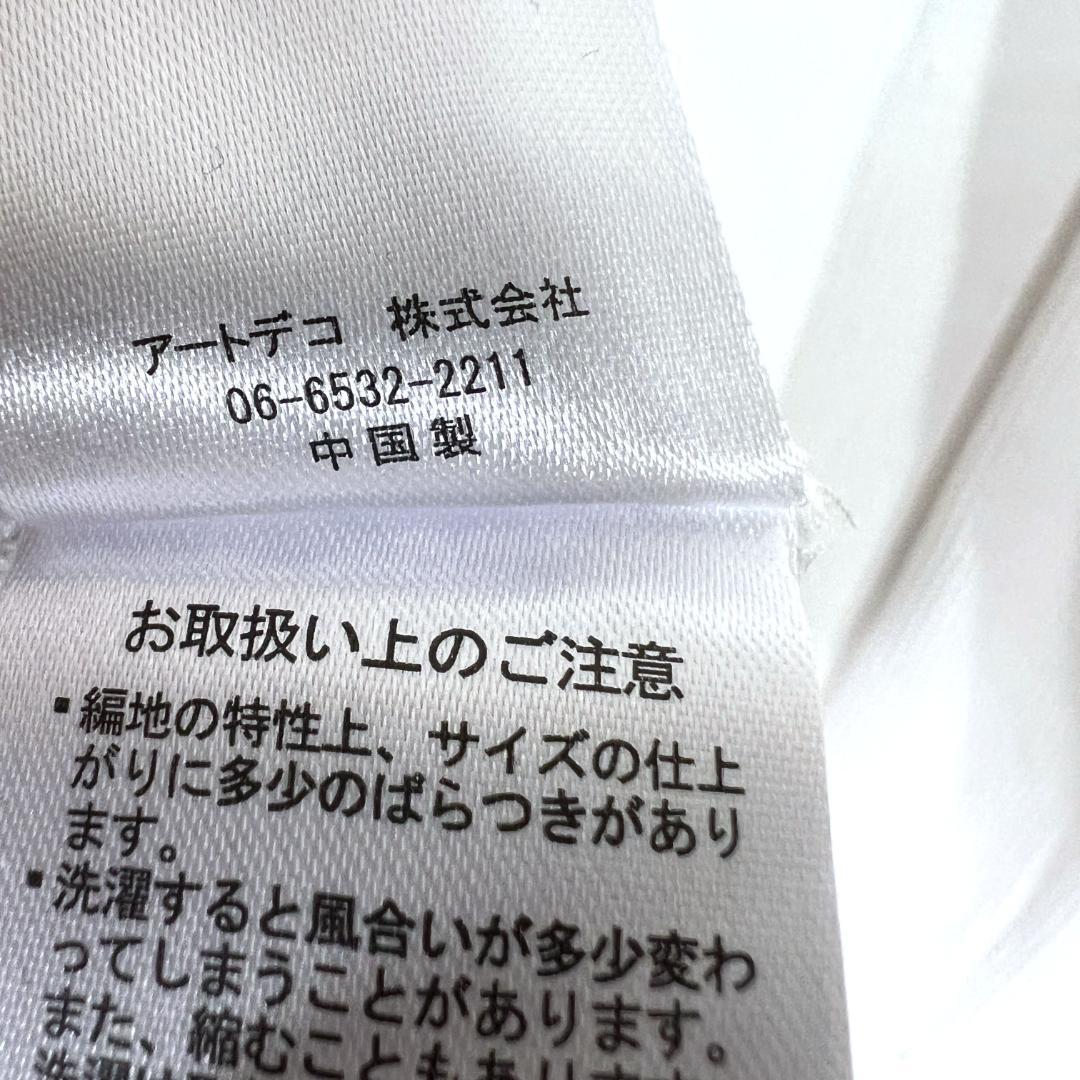 アートデコ 株式会社
06-6532-2211
中国製
お取扱い上のご注意
・編地の特性上、サイズの仕上
がりに多少のばらつきがあり
ます。
・洗濯すると風合いが多少変わ
ってしまうことがあります。
また、縮むこともあります